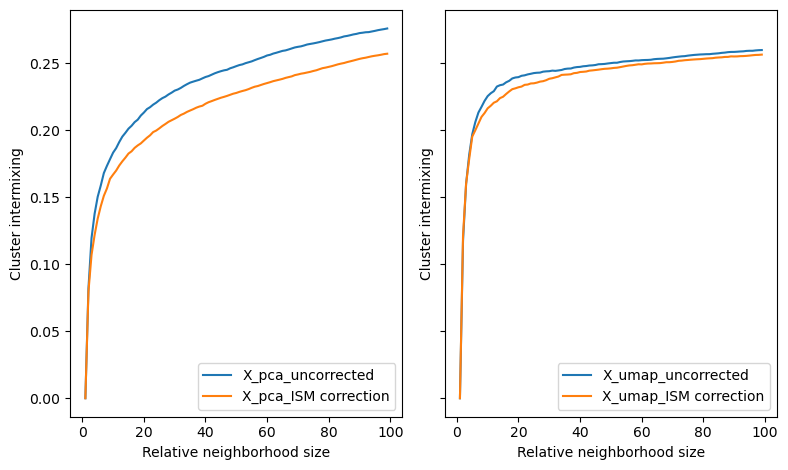 Cluster intermixing
0.25
0.20
0.15
0.10
0.05
0.00
0
20
40
60
80
100
Relative neighborhood size
X_pca_uncorrected
X_pca_ISM correction
Cluster intermixing
0
20
40
60
80
100
Relative neighborhood size
X_umap_uncorrected
X_umap_ISM correction